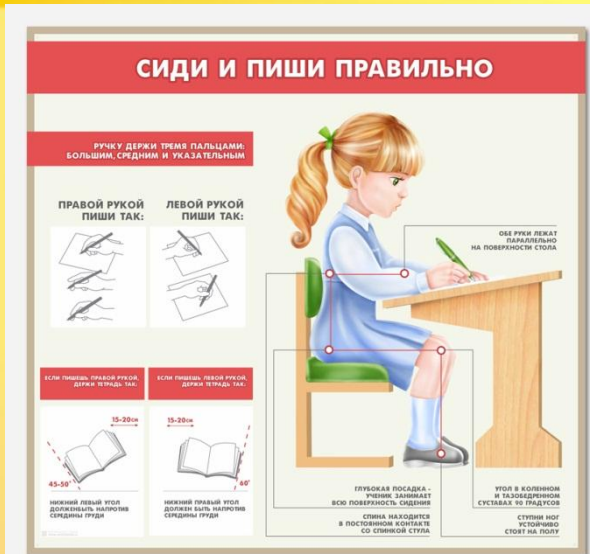 СИДИ И ПИШИ ПРАВИЛЬНО
РУЧКУ ДЕРЖИ ТРЕМЯ ПАЛЬЦАМИ:
БОЛЬШИМ, СРЕДНИМ И УКАЗАТЕЛЬНЫМ
ПРАВОЙ РУКОЙ
ПИШИ ТАК:
ЛЕВОЙ РУКОЙ
ПИШИ ТАК:
ОБЕ РУКИ ЛЕЖАТ
ПАРАЛЛЕЛЬНО
НА ПОВЕРХНОСТИ СТОЛА
ЕСЛИ ПИШЕШЬ ПРАВОЙ РУКОЙ,
ДЕРЖИ ТЕТРАДЬ ТАК:
15-20см
45-50°
НИЖНИЙ ЛЕВЫЙ УГОЛ
ДОЛЖЕНБЫТЬ НАПРОТИВ
СЕРЕДИНЫ ГРУДИ
ЕСЛИ ПИШЕШЬ ЛЕВОЙ РУКОЙ,
ДЕРЖИ ТЕТРАДЬ ТАК:
15-20см
60°
НИЖНИЙ ПРАВЫЙ УГОЛ
ДОЛЖЕН БЫТЬ НАПРОТИВ
СЕРЕДИНЫ ГРУДИ
ГЛУБОКАЯ ПОСАДКА -
УЧЕНИК ЗАНИМАЕТ
ВСЮ ПОВЕРХНОСТЬ СИДЕНИЯ
СПИНА НАХОДИТСЯ
В ПОСТОЯННОМ КОНТАКТЕ
СО СПИНКОЙ СТУЛА
УГОЛ В КОЛЕННОМ
И ТАЗОБЕДРЕННОМ
СУСТАВАХ 90 ГРАДУСОВ
СТУПНИ НОГ
УСТОЙЧИВО
СТОЯТ НА ПОЛУ